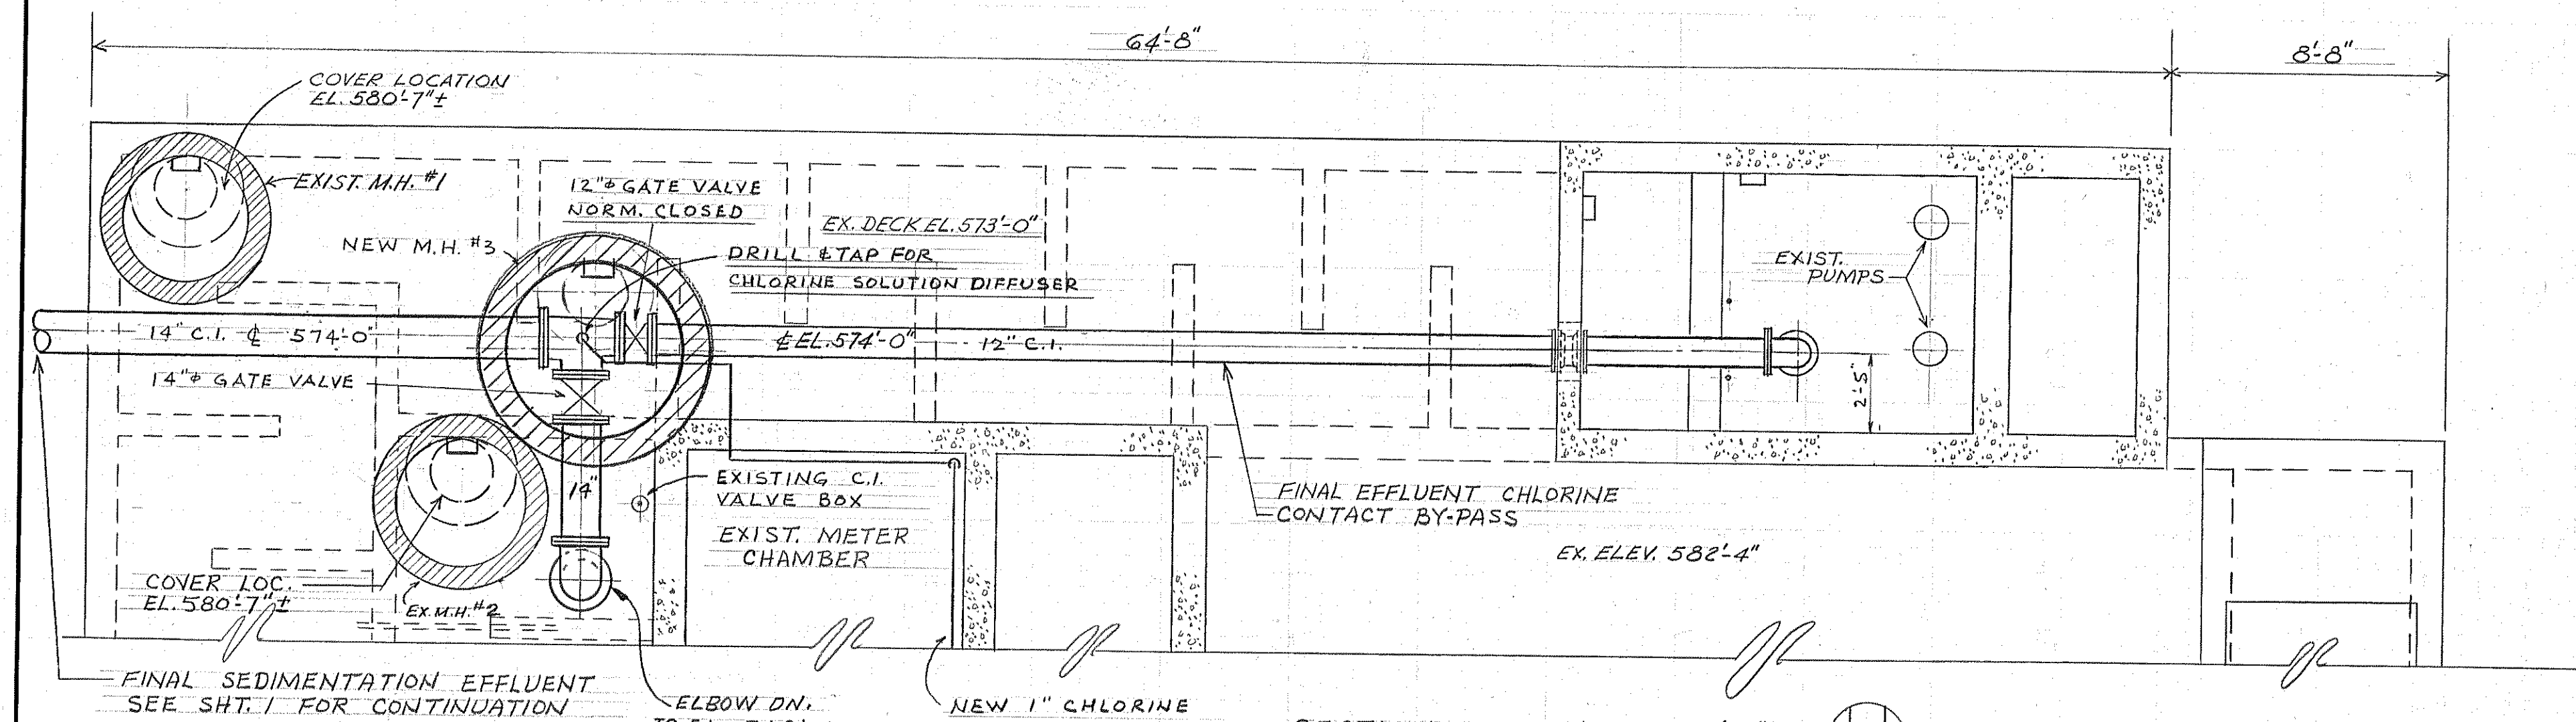 64'-8"
8'-8"
COVER LOCATION
EL. 580'-7"±
EXIST. M.H. #1
12"ϕ GATE VALVE
NORM. CLOSED
EX. DECK EL. 573'-0"
NEW M.H. #3
DRILL & TAP FOR
CHLORINE SOLUTION DIFFUSER
EXIST.
PUMPS
14" C.I. ℄ 574'-0"
℄ EL. 574'-0"
12" C.I.
14"ϕ GATE VALVE
2'-5"
14"
EXISTING C.I.
VALVE BOX
EXIST. METER
CHAMBER
FINAL EFFLUENT CHLORINE
CONTACT BY-PASS
EX. ELEV. 582'-4"
COVER LOC.
EL. 580'-7"±
EX. M.H. #2
FINAL SEDIMENTATION EFFLUENT
SEE SHT. 1 FOR CONTINUATION
ELBOW DN.
NEW 1" CHLORINE